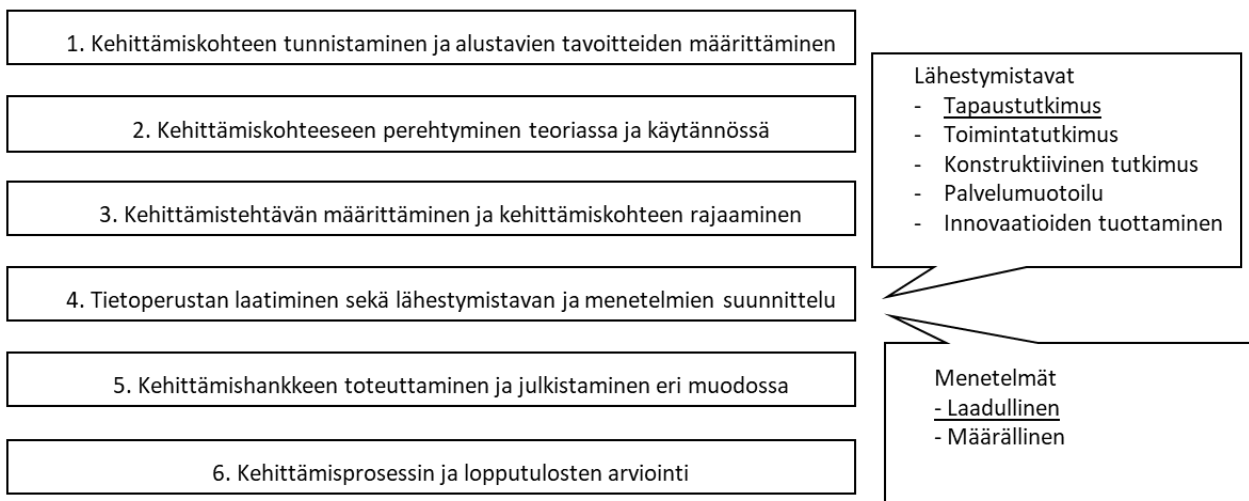 1. Kehittämiskohteen tunnistaminen ja alustavien tavoitteiden määrittäminen
2. Kehittämiskohteeseen perehtyminen teoriassa ja käytännössä
3. Kehittämistehtävän määrittäminen ja kehittämiskohteen rajaaminen
4. Tietoperustan laatiminen sekä lähestymistavan ja menetelmien suunnittelu
5. Kehittämishankkeen toteuttaminen ja julkistaminen eri muodossa
6. Kehittämisprosessin ja lopputulosten arviointi
Lähestymistavat
- Tapaustutkimus
- Toimintatutkimus
- Konstruktiivinen tutkimus
- Palvelumuotoilu
- Innovaatioiden tuottaminen
Menetelmät
- Laadullinen
- Määrällinen